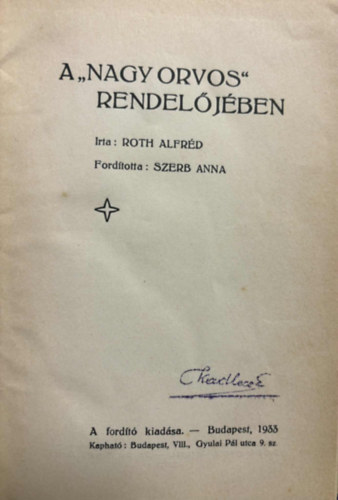 A „NAGY ORVOS“
RENDELŐJÉBEN
Irta: ROTH ALFRÉD
Fordította: SZERB ANNA
A fordító kiadása. — Budapest, 1933
Kapható: Budapest, VIII., Gyulai Pál utca 9. sz.